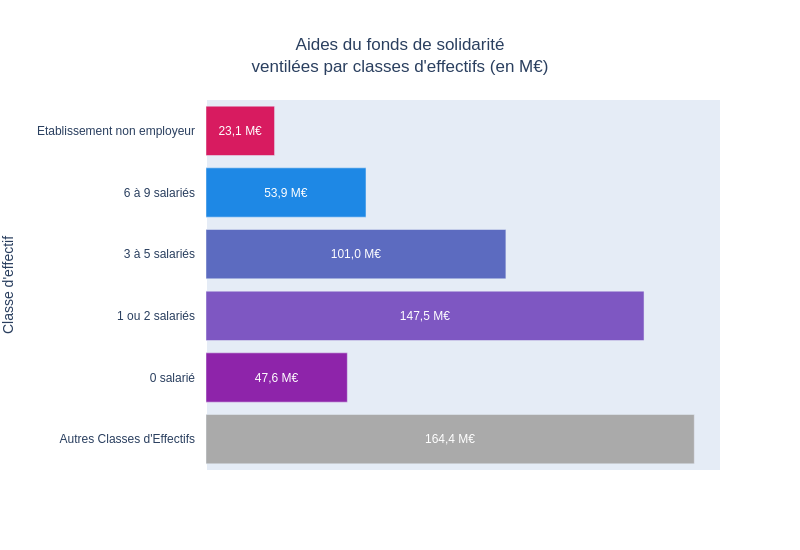 Aides du fonds de solidarité
ventilées par classes d'effectifs (en M€)
Classe d'effectif
Etablissement non employeur 23,1 M€
6 à 9 salariés 53,9 M€
3 à 5 salariés 101,0 M€
1 ou 2 salariés 147,5 M€
0 salarié 47,6 M€
Autres Classes d'Effectifs 164,4 M€